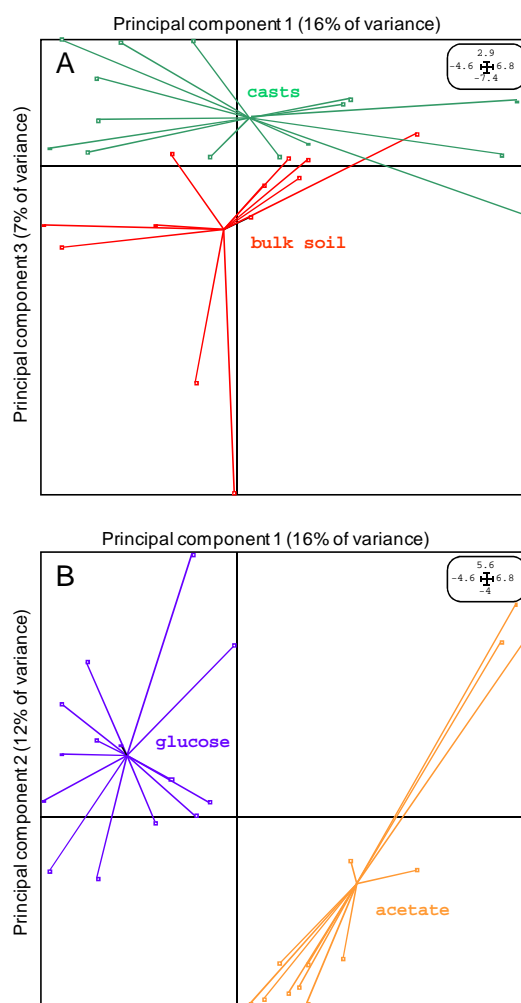 Principal component 1 (16% of variance)
A
2.9
-4.6 6.8
-7.4
casts
Principal component 3 (7% of variance)
bulk soil
Principal component 1 (16% of variance)
B
5.6
-4.6 6.8
-4
Principal component 2 (12% of variance)
glucose
acetate